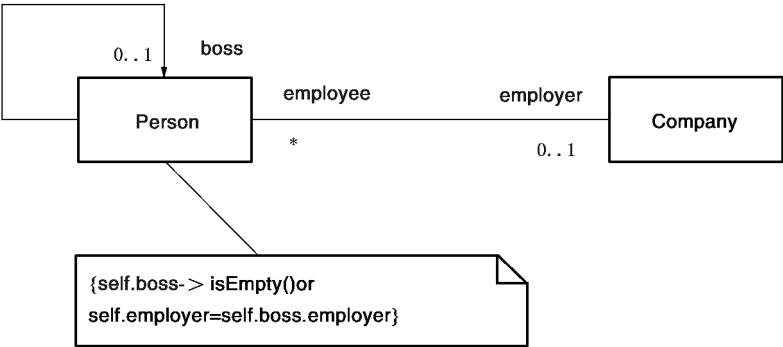 0..1
boss
employee
employer
Person
Company
*
0..1
{self.boss-> isEmpty()or
self.employer=self.boss.employer}